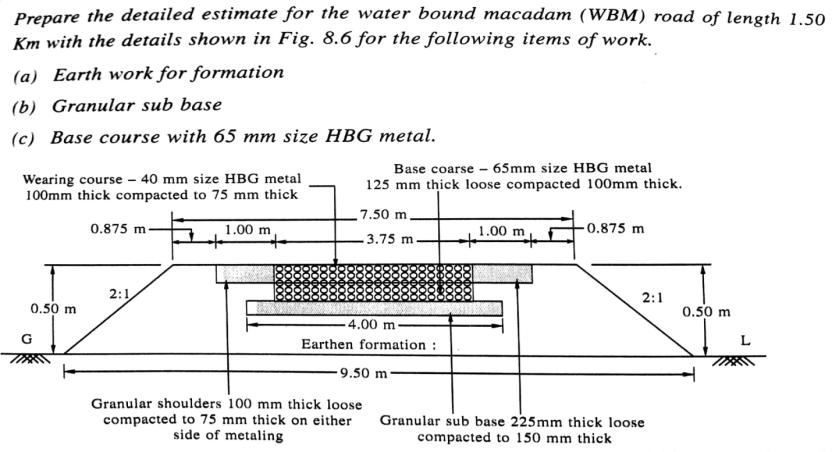 Prepare the detailed estimate for the water bound macadam (WBM) road of length 1.50
Km with the details shown in Fig. 8.6 for the following items of work.
(a) Earth work for formation
(b) Granular sub base
(c) Base course with 65 mm size HBG metal.
Wearing course – 40 mm size HBG metal
100mm thick compacted to 75 mm thick
Base coarse – 65mm size HBG metal
125 mm thick loose compacted 100mm thick.
7.50 m
0.875 m
1.00 m
3.75 m
1.00 m
0.875 m
2:1
2:1
0.50 m
0.50 m
4.00 m
G
Earthen formation :
L
9.50 m
Granular shoulders 100 mm thick loose
compacted to 75 mm thick on either
side of metaling
Granular sub base 225mm thick loose
compacted to 150 mm thick